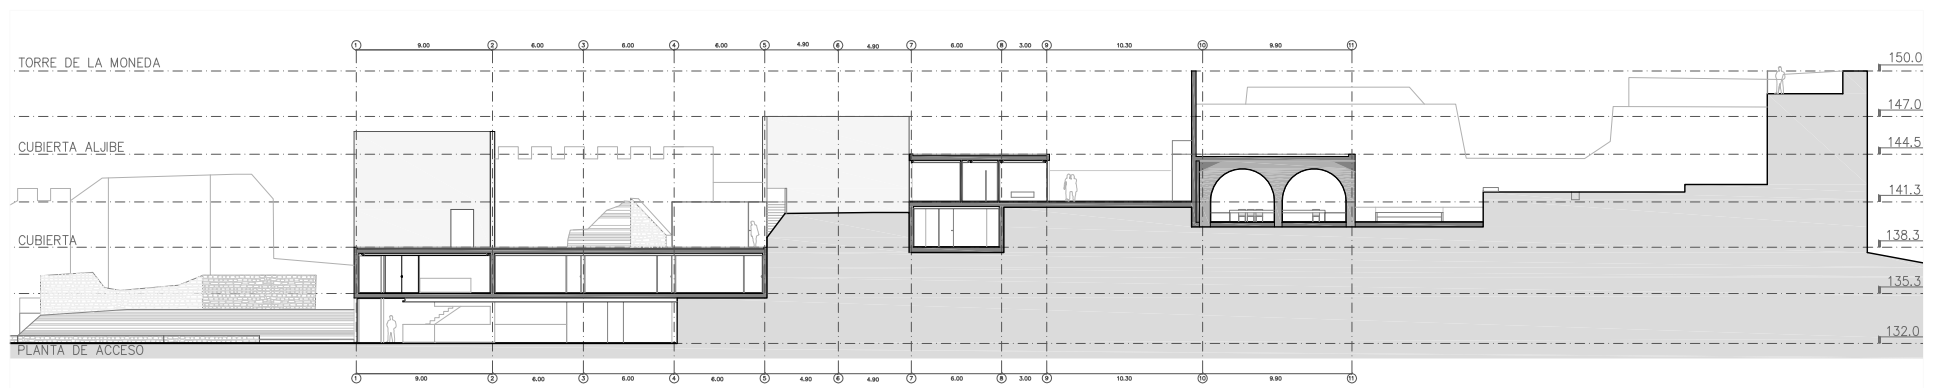 1 9.00 2 6.00 3 6.00 4 6.00 5 4.90 6 4.90 7 6.00 8 3.00 9 10.30 10 9.90 11
TORRE DE LA MONEDA 150.0
147.0
CUBIERTA ALJIBE 144.5
141.3
CUBIERTA 138.3
135.3
132.0
PLANTA DE ACCESO
1 9.00 2 6.00 3 6.00 4 6.00 5 4.90 6 4.90 7 6.00 8 3.00 9 10.30 10 9.90 11